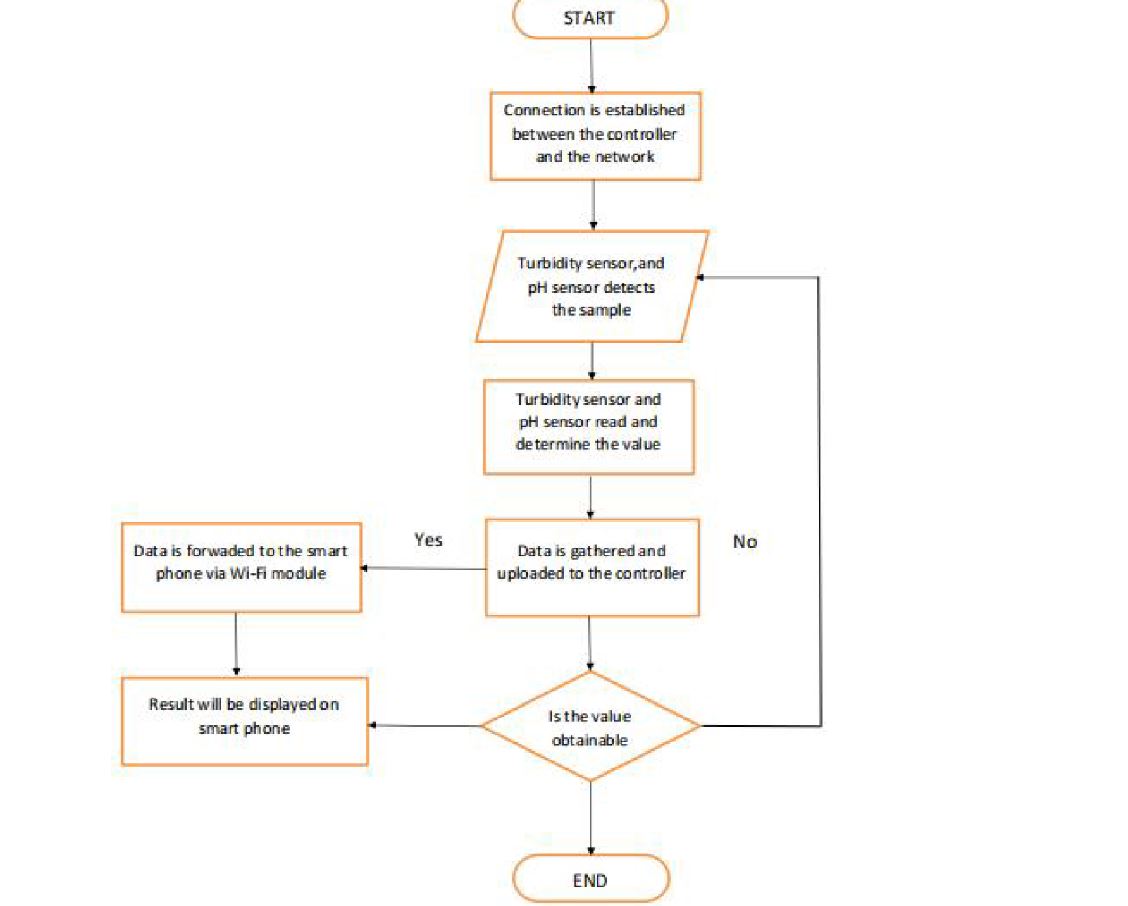 START
Connection is established
between the controller
and the network
Turbidity sensor,and
pH sensor detects
the sample
Turbidity sensor and
pH sensor read and
determine the value
Data is forwaded to the smart
phone via Wi-Fi module
Yes
Data is gathered and
uploaded to the controller
No
Result will be displayed on
smart phone
Is the value
obtainable
END